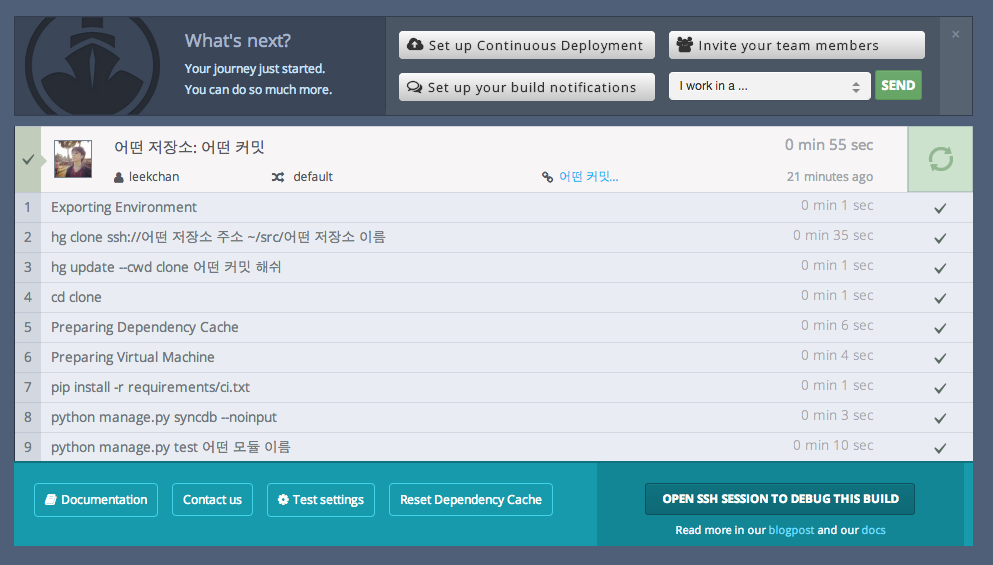 What's next?
Your journey just started.
You can do so much more.
Set up Continuous Deployment
Invite your team members
×
Set up your build notifications
I work in a ...
SEND
어떤 저장소: 어떤 커밋
0 min 55 sec
leekchan
default
어떤 커밋...
21 minutes ago
1 Exporting Environment 0 min 1 sec
2 hg clone ssh://어떤 저장소 주소 ~/src/어떤 저장소 이름 0 min 35 sec
3 hg update --cwd clone 어떤 커밋 해쉬 0 min 1 sec
4 cd clone 0 min 1 sec
5 Preparing Dependency Cache 0 min 6 sec
6 Preparing Virtual Machine 0 min 4 sec
7 pip install -r requirements/ci.txt 0 min 1 sec
8 python manage.py syncdb --noinput 0 min 3 sec
9 python manage.py test 어떤 모듈 이름 0 min 10 sec
Documentation
Contact us
Test settings
Reset Dependency Cache
OPEN SSH SESSION TO DEBUG THIS BUILD
Read more in our blogpost and our docs